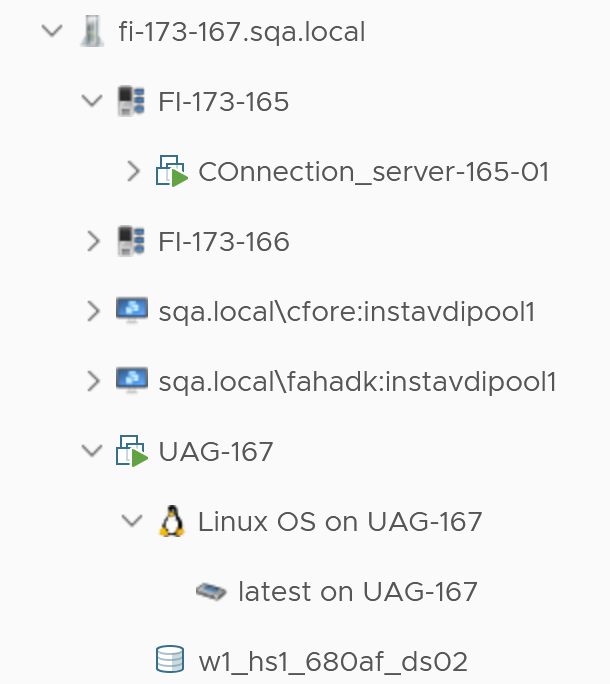 fi-173-167.sqa.local
FI-173-165
COnnection_server-165-01
FI-173-166
sqa.local\cfore:instavdipool1
sqa.local\fahadk:instavdipool1
UAG-167
Linux OS on UAG-167
latest on UAG-167
w1_hs1_680af_ds02